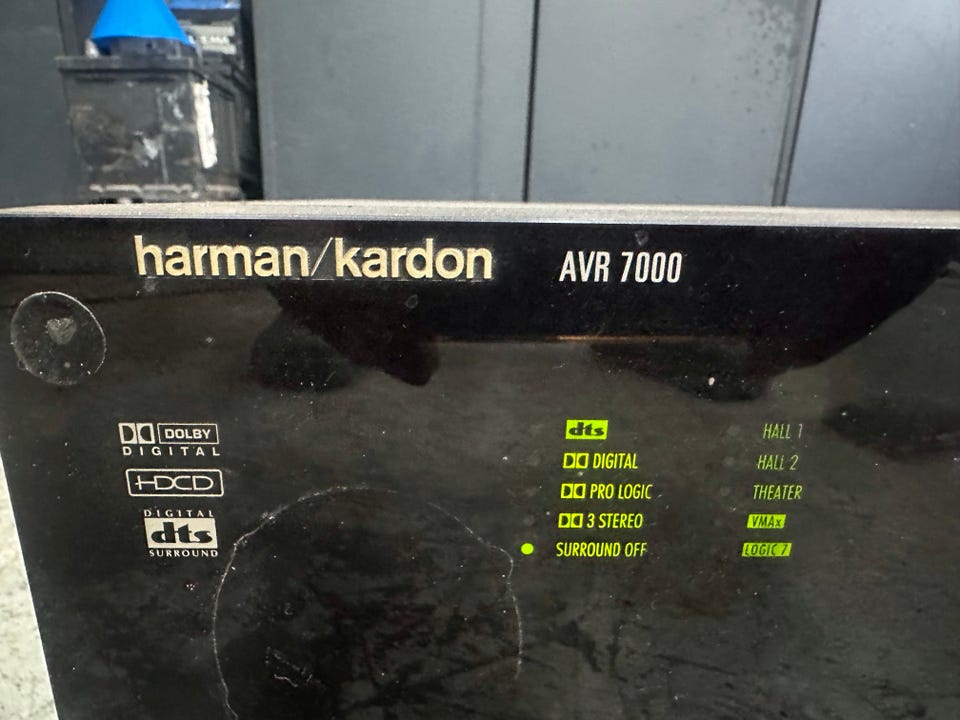 harman/kardon AVR 7000
DOLBY
DIGITAL
HDCD
DIGITAL
dts
SURROUND
dts
DIGITAL
PRO LOGIC
3 STEREO
SURROUND OFF
HALL 1
HALL 2
THEATER
VMAx
LOGIC 7